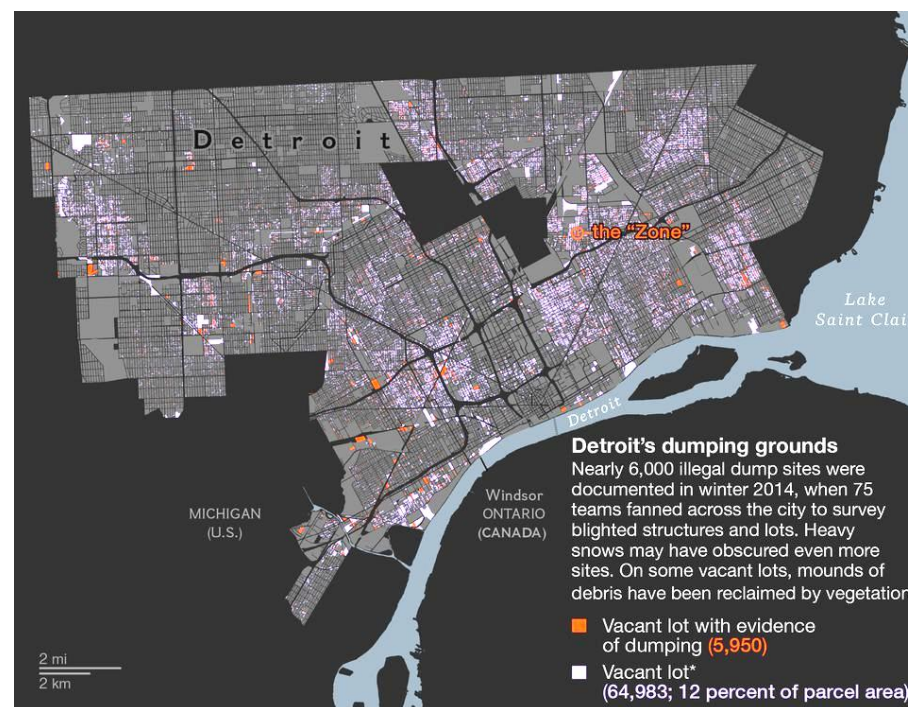 Detroit
the "Zone"
Lake
Saint Clai
Detroit
Detroit's dumping grounds
Nearly 6,000 illegal dump sites were
documented in winter 2014, when 75
teams fanned across the city to survey
blighted structures and lots. Heavy
snows may have obscured even more
sites. On some vacant lots, mounds of
debris have been reclaimed by vegetation
MICHIGAN
(U.S.)
Windsor
ONTARIO
(CANADA)
Vacant lot with evidence
of dumping (5,950)
Vacant lot*
(64,983; 12 percent of parcel area)
2 mi
2 km